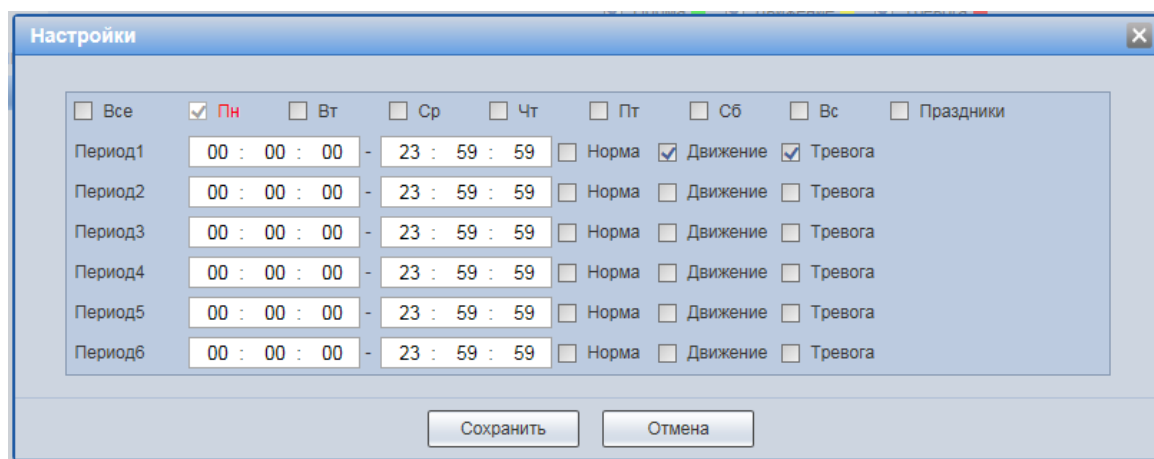 Норма Движение Тревога
Настройки
Все Пн Вт Ср Чт Пт Сб Вс Праздники
Период1 00 : 00 : 00 - 23 : 59 : 59 Норма Движение Тревога
Период2 00 : 00 : 00 - 23 : 59 : 59 Норма Движение Тревога
Период3 00 : 00 : 00 - 23 : 59 : 59 Норма Движение Тревога
Период4 00 : 00 : 00 - 23 : 59 : 59 Норма Движение Тревога
Период5 00 : 00 : 00 - 23 : 59 : 59 Норма Движение Тревога
Период6 00 : 00 : 00 - 23 : 59 : 59 Норма Движение Тревога
Сохранить Отмена